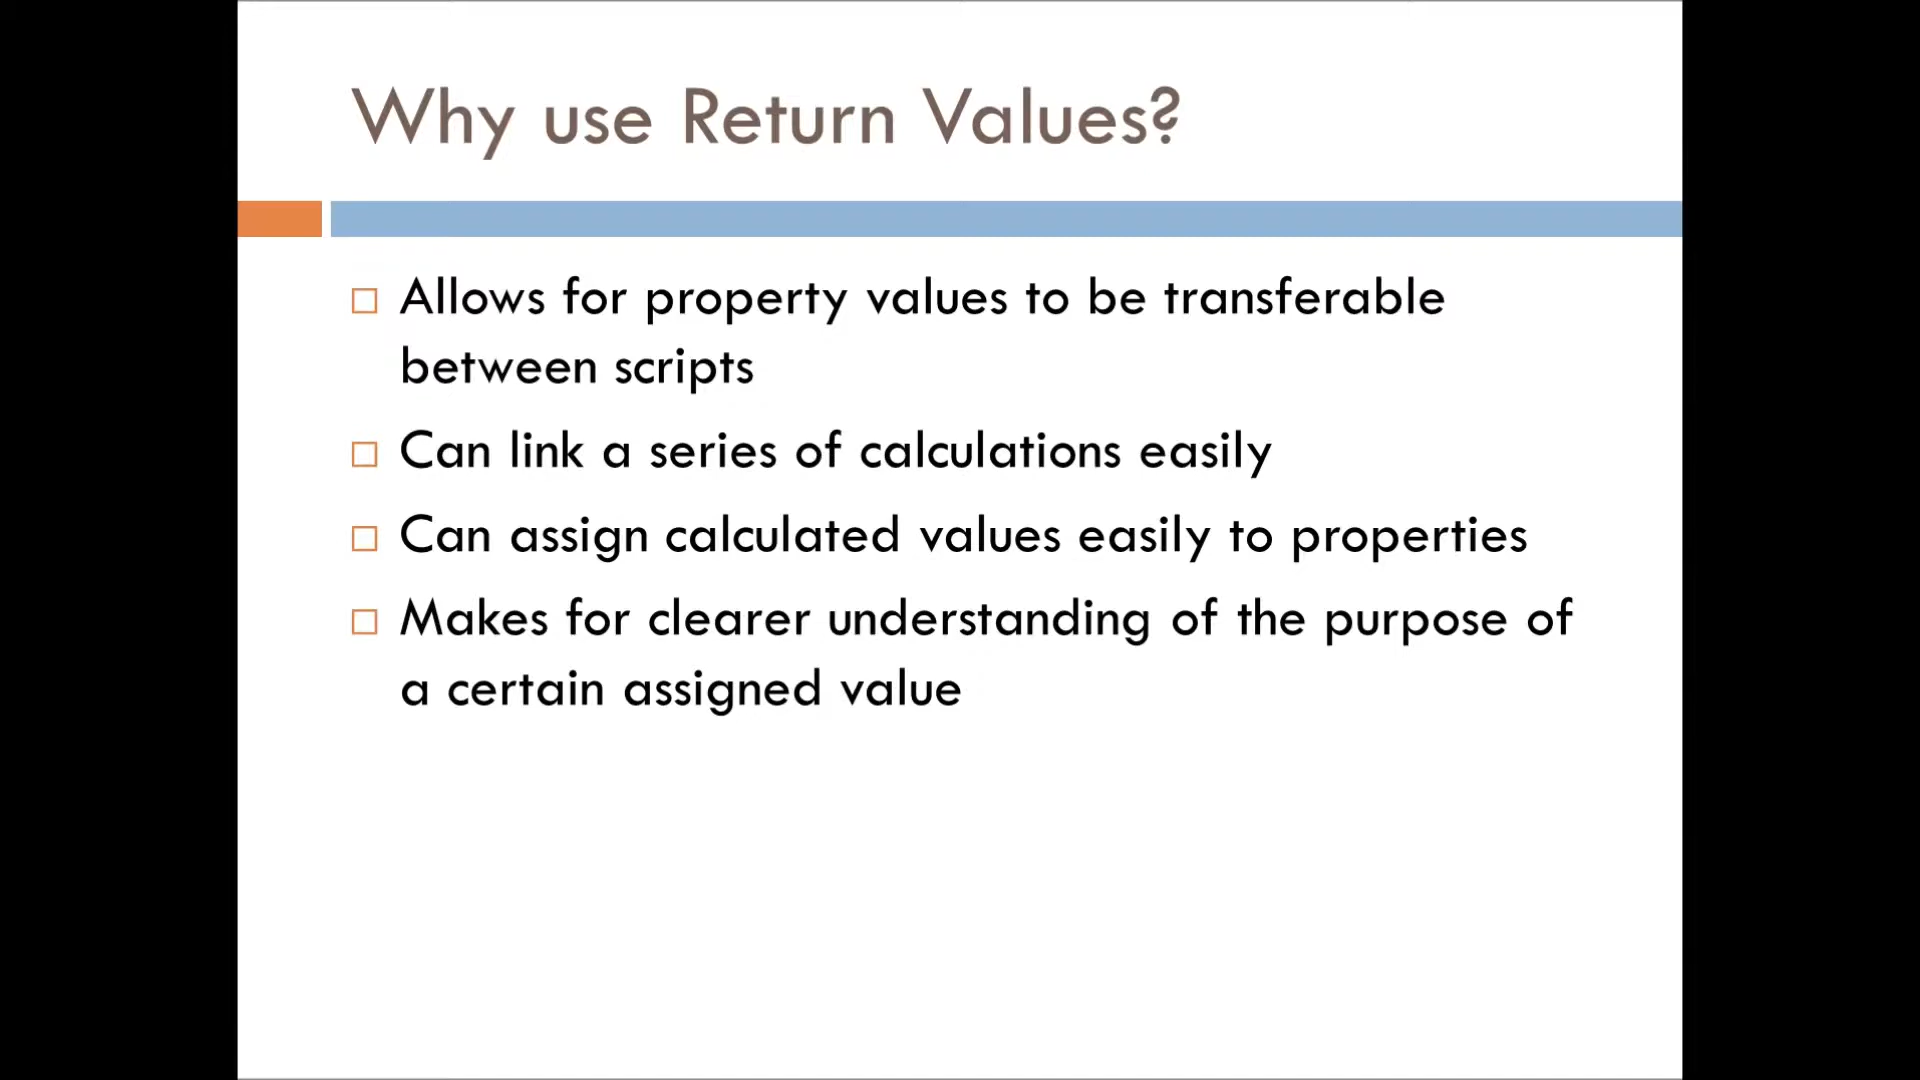 Why use Return Values?
Allows for property values to be transferable
between scripts
Can link a series of calculations easily
Can assign calculated values easily to properties
Makes for clearer understanding of the purpose of
a certain assigned value